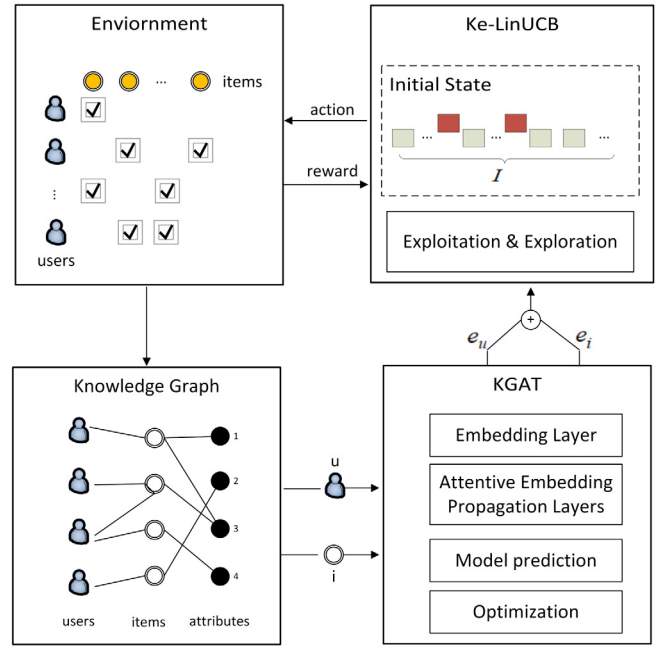 Enviornment
...
items
⋮
users
action
reward
Ke-LinUCB
Initial State
... ... ...
I
Exploitation & Exploration
+
e_u
e_i
Knowledge Graph
1
2
3
4
users
items
attributes
u
i
KGAT
Embedding Layer
Attentive Embedding
Propagation Layers
Model prediction
Optimization